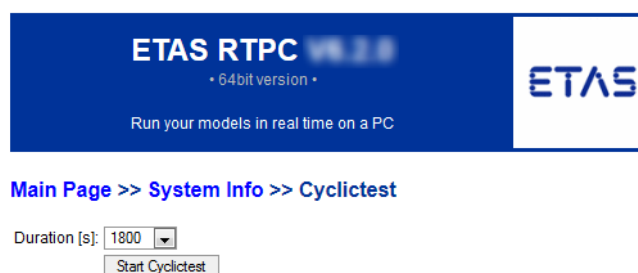 ETAS RTPC
• 64bit version •
Run your models in real time on a PC
ETAS
Main Page >> System Info >> Cyclictest
Duration [s]: 1800
Start Cyclictest